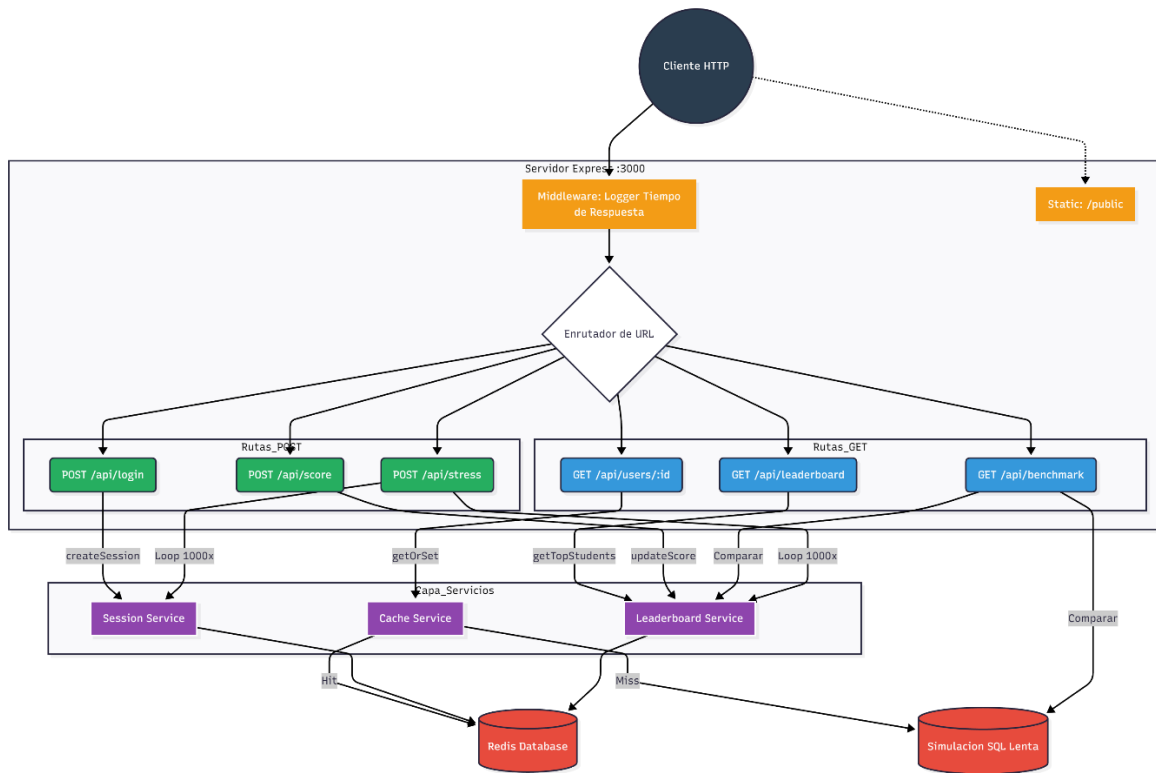 Cliente HTTP
Servidor Express :3000
Middleware: Logger Tiempo
de Respuesta
Static: /public
Enrutador de URL
Rutas_POST
Rutas_GET
POST /api/login
POST /api/score
POST /api/stress
GET /api/users/:id
GET /api/leaderboard
GET /api/benchmark
createSession
Loop 1000x
getOrSet
getTopStudents
updateScore
Comparar
Loop 1000x
Capa_Servicios
Session Service
Cache Service
Leaderboard Service
Comparar
Hit
Miss
Redis Database
Simulacion SQL Lenta